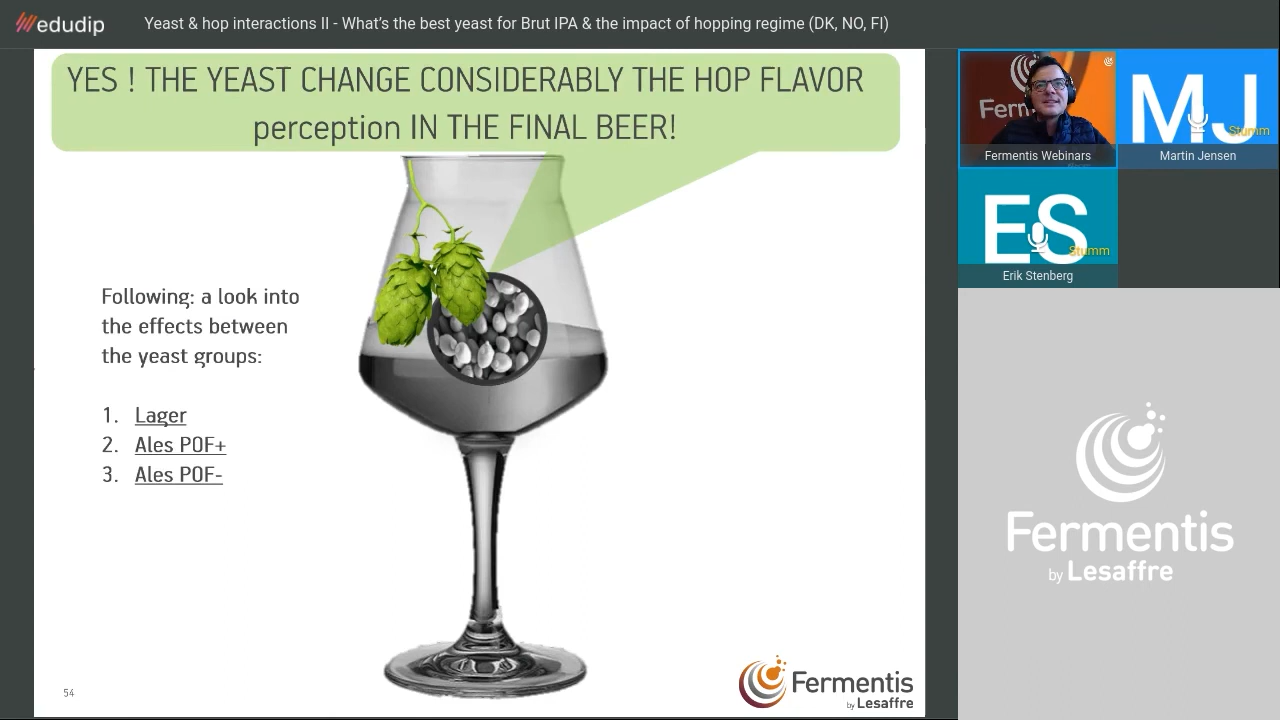 edudip
Yeast & hop interactions II - What's the best yeast for Brut IPA & the impact of hopping regime (DK, NO, FI)
YES ! THE YEAST CHANGE CONSIDERABLY THE HOP FLAVOR
perception IN THE FINAL BEER!
Following: a look into
the effects between
the yeast groups:
1. Lager
2. Ales POF+
3. Ales POF-
54
Fermentis
by Lesaffre
Ferm
Fermentis Webinars
MJ
Stumm
Martin Jensen
ES
Stumm
Erik Stenberg
Fermentis
by Lesaffre